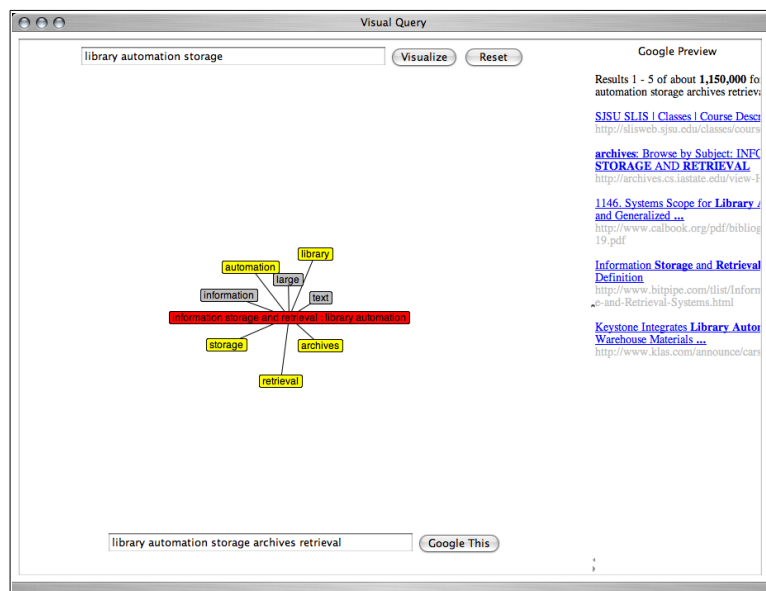 Visual Query
library automation storage
Visualize
Reset
library
automation
large
information
text
information storage and retrieval : library automation
storage
archives
retrieval
library automation storage archives retrieval
Google This
Google Preview
Results 1 - 5 of about 1,150,000 fo
automation storage archives retriev
SJSU SLIS | Classes | Course Desc
http://slisweb.sjsu.edu/classes/cours
archives: Browse by Subject: INFO
STORAGE AND RETRIEVAL
http://archives.cs.iastate.edu/view-
1146. Systems Scope for Library
and Generalized ...
http://www.calbook.org/pdf/bibliog
19.pdf
Information Storage and Retrieval
Definition
http://www.bitpipe.com/tlist/Inform
e-and-Retrieval-Systems.html
Keystone Integrates Library Auto
Warehouse Materials ...
http://www.klas.com/announce/cars